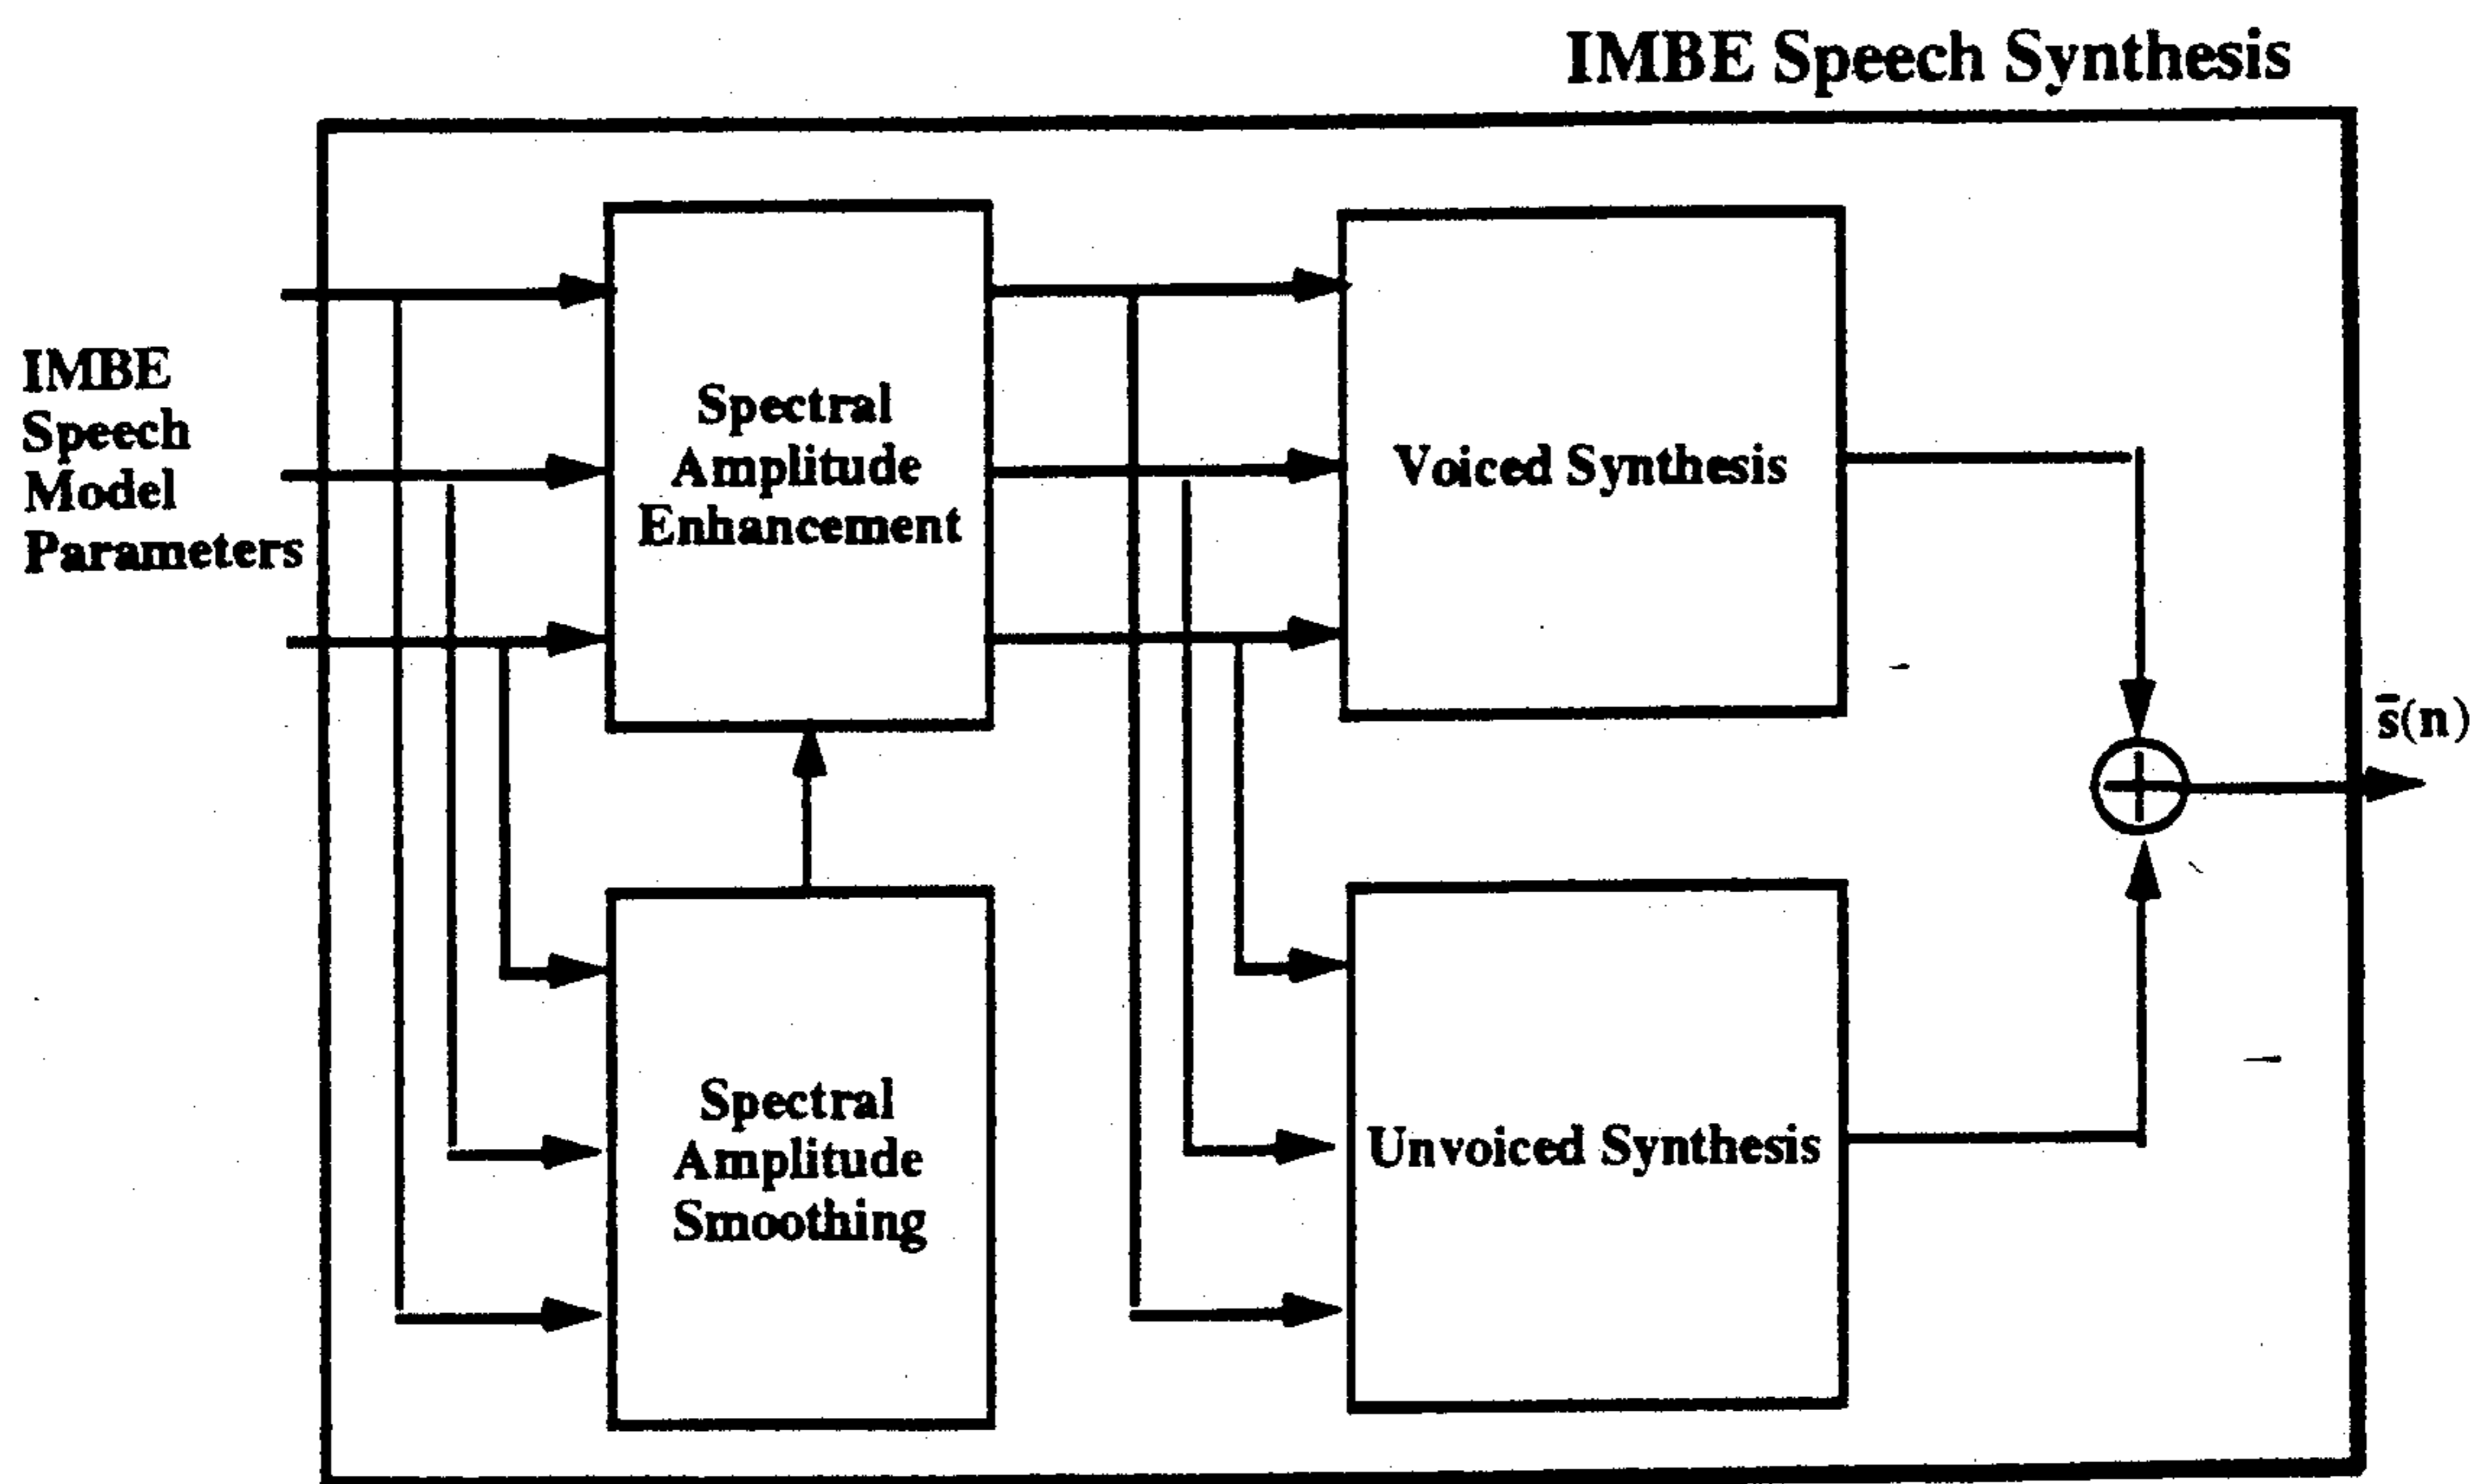 IMBE Speech Synthesis
IMBE
Speech
Model
Parameters
Spectral
Amplitude
Enhancement
Voiced Synthesis
s̄(n)
Spectral
Amplitude
Smoothing
Unvoiced Synthesis